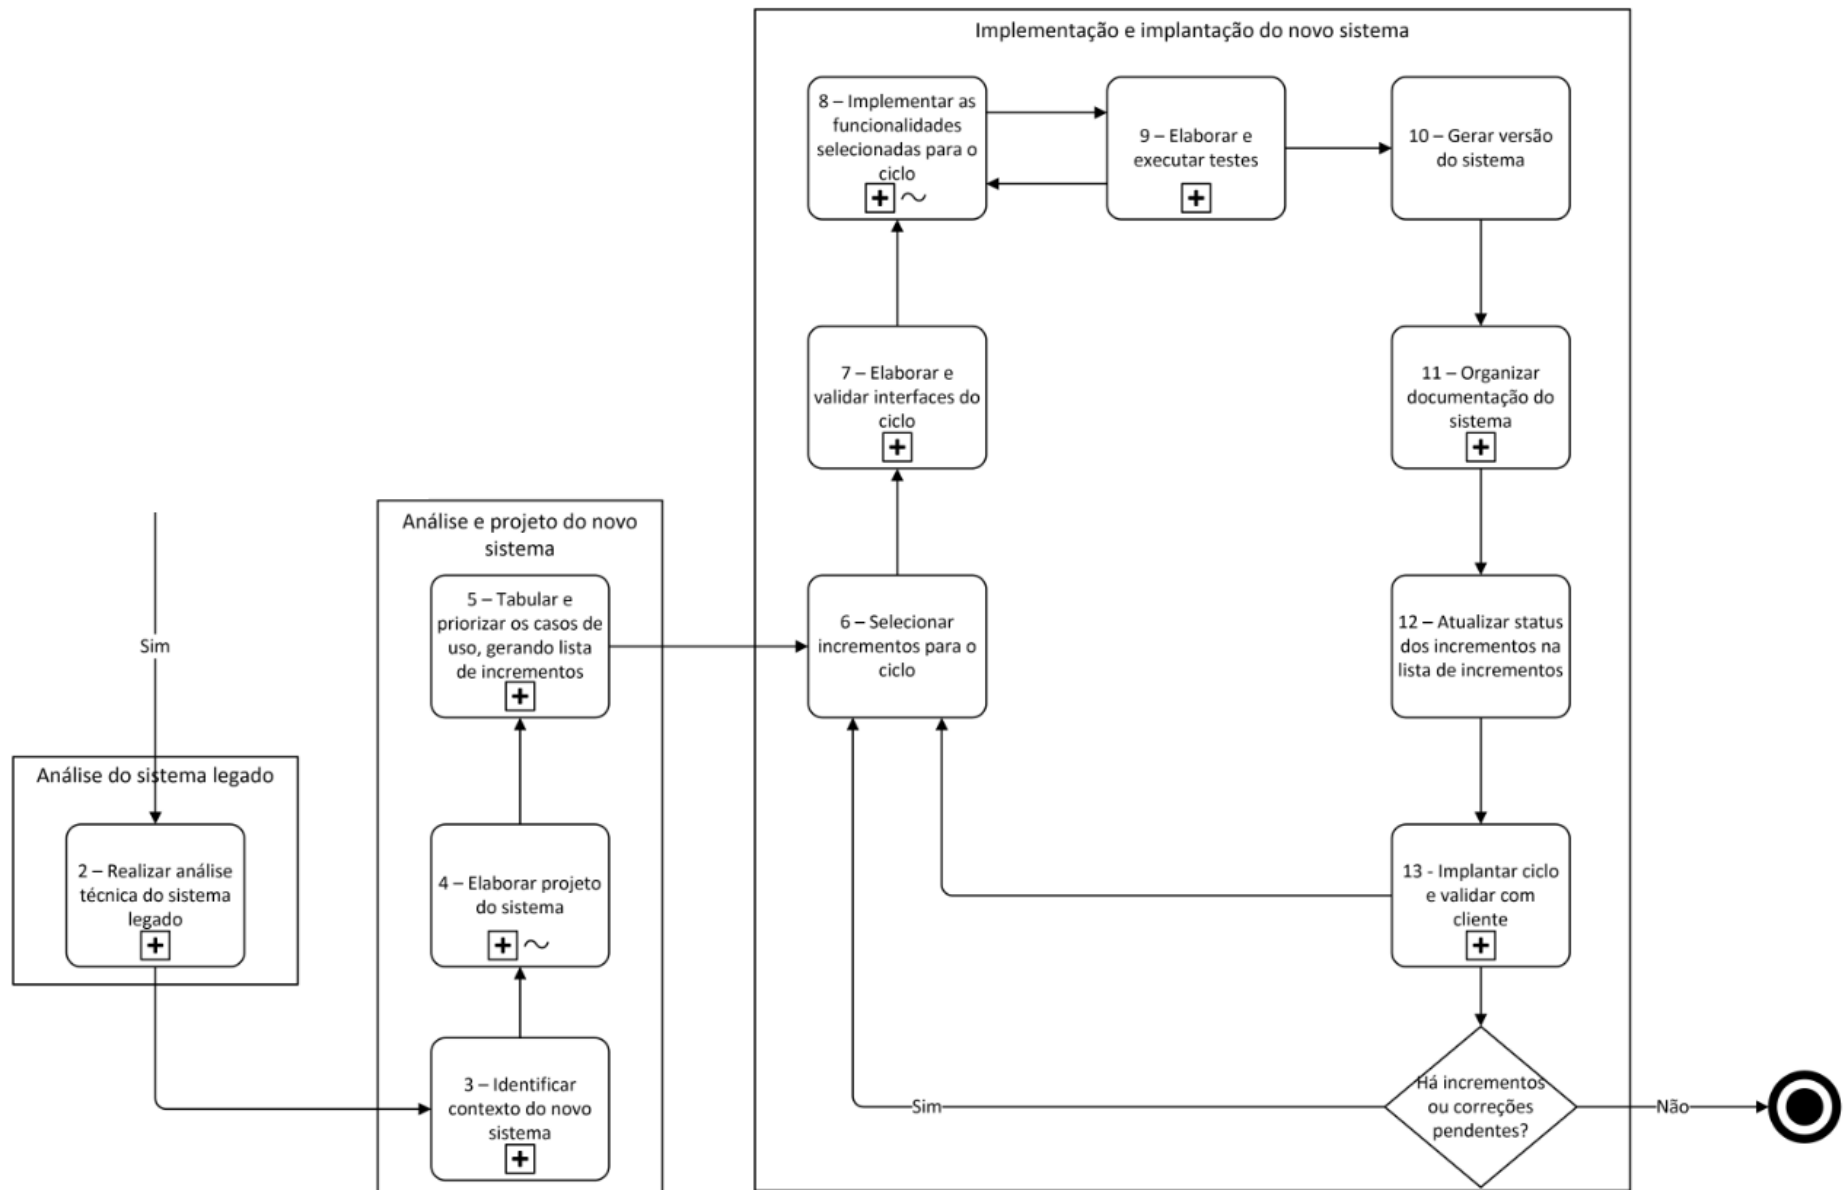 Implementação e implantação do novo sistema
8 – Implementar as
funcionalidades
selecionadas para o
ciclo
9 – Elaborar e
executar testes
10 – Gerar versão
do sistema
7 – Elaborar e
validar interfaces do
ciclo
11 – Organizar
documentação do
sistema
Análise e projeto do novo
sistema
5 – Tabular e
priorizar os casos de
uso, gerando lista
de incrementos
6 – Selecionar
incrementos para o
ciclo
12 – Atualizar status
dos incrementos na
lista de incrementos
Sim
Análise do sistema legado
2 – Realizar análise
técnica do sistema
legado
4 – Elaborar projeto
do sistema
13 - Implantar ciclo
e validar com
cliente
3 – Identificar
contexto do novo
sistema
Sim
Há incrementos
ou correções
pendentes?
Não